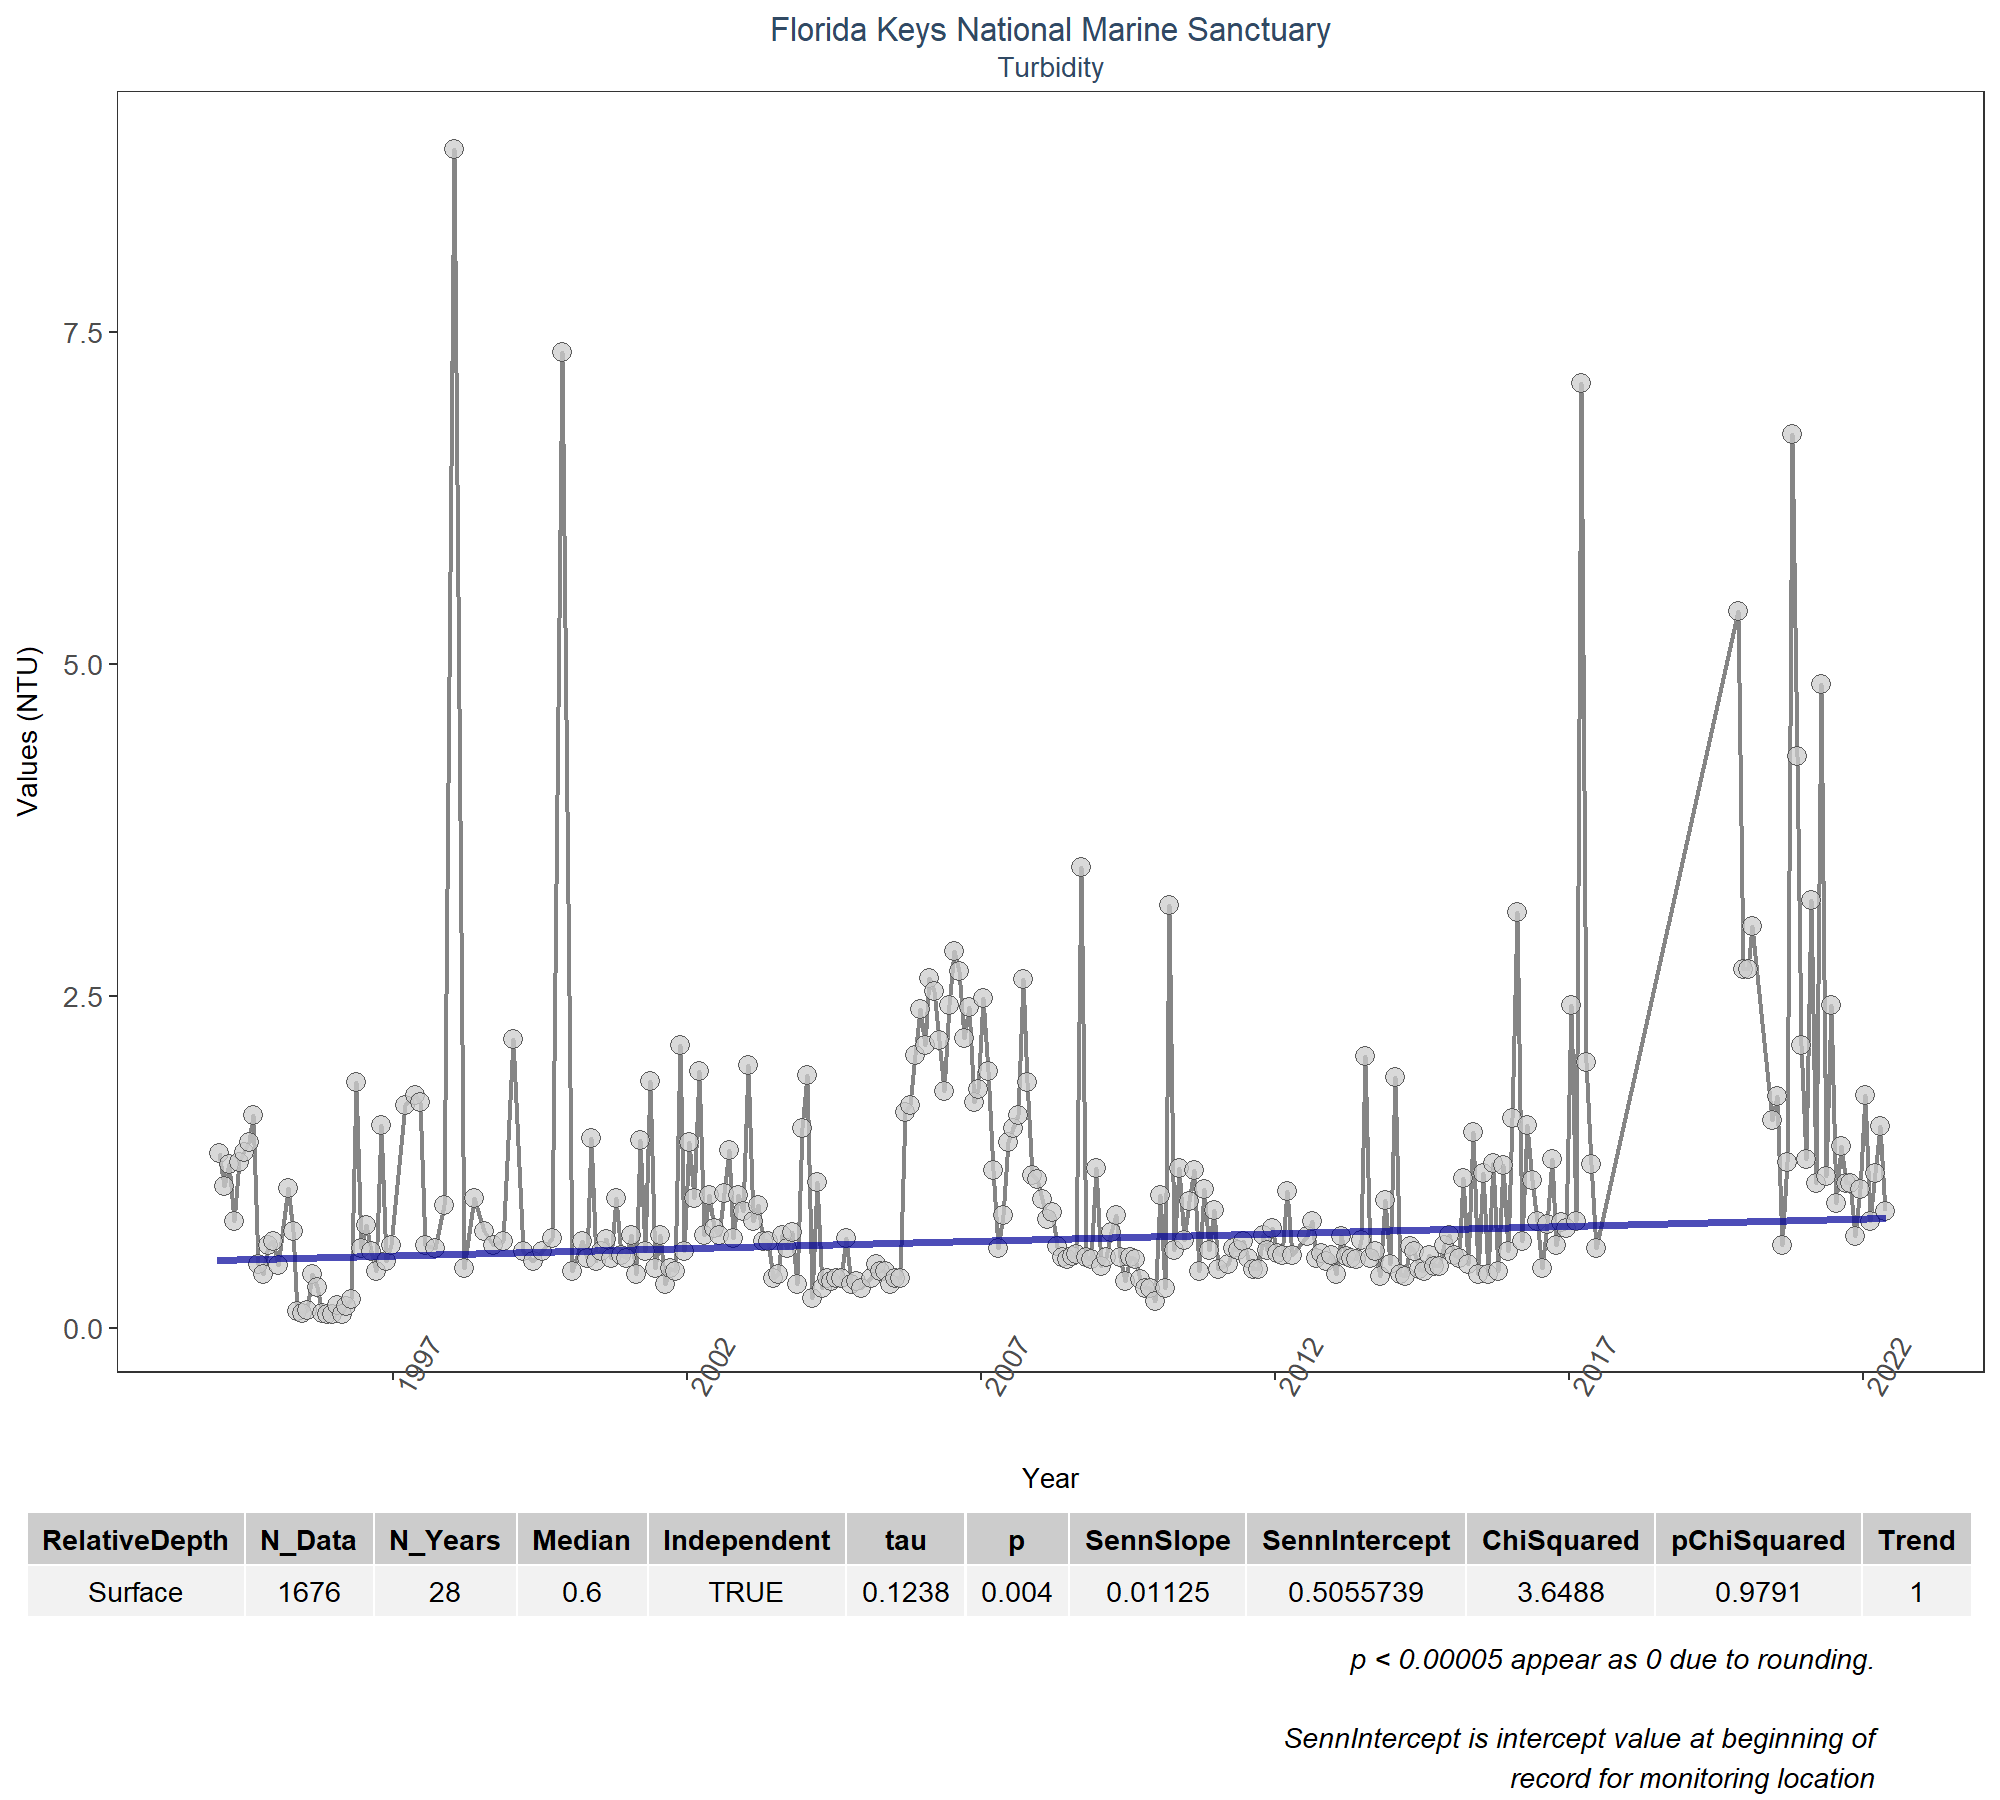 Florida Keys National Marine Sanctuary
Turbidity
Values (NTU)
7.5
5.0
2.5
0.0
1997 2002 2007 2012 2017 2022
Year
RelativeDepth N_Data N_Years Median Independent tau p SennSlope SennIntercept ChiSquared pChiSquared Trend
Surface 1676 28 0.6 TRUE 0.1238 0.004 0.01125 0.5055739 3.6488 0.9791 1
p < 0.00005 appear as 0 due to rounding.
SennIntercept is intercept value at beginning of
record for monitoring location